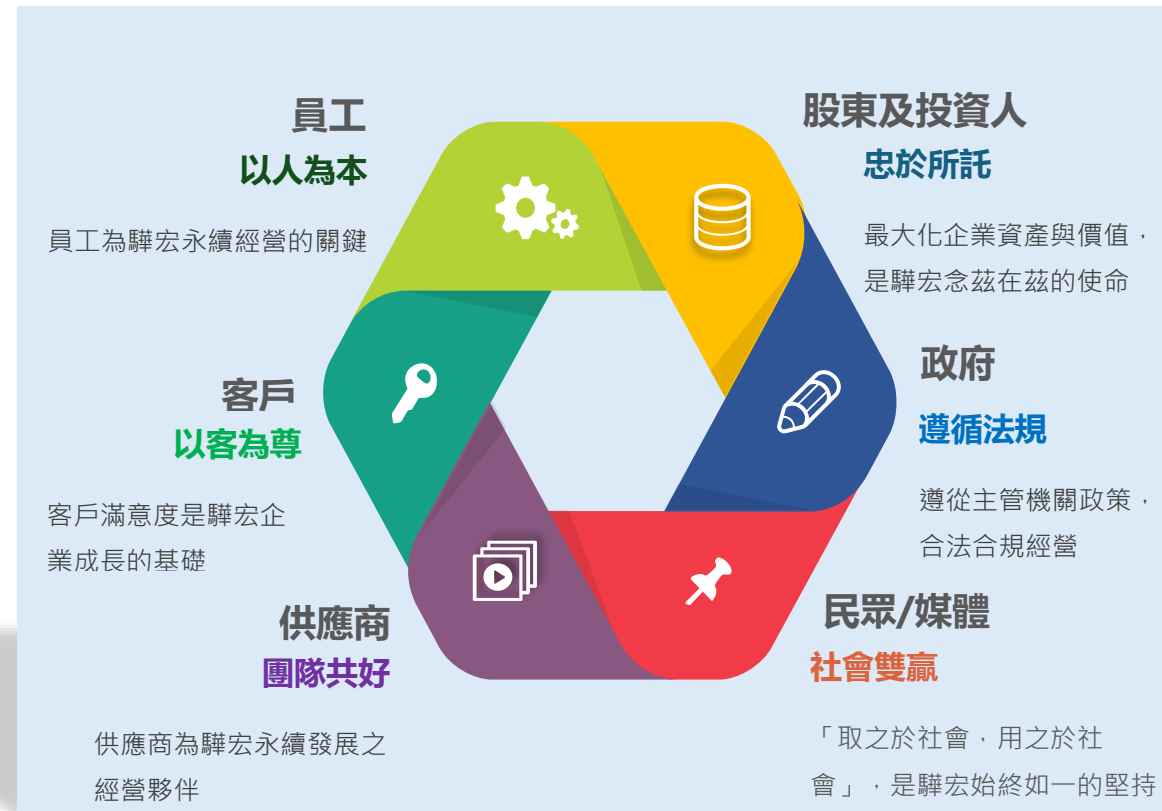 員工
以人為本
員工為驊宏永續經營的關鍵
股東及投資人
忠於所託
最大化企業資產與價值，
是驊宏念茲在茲的使命
客戶
以客為尊
客戶滿意度是驊宏企
業成長的基礎
政府
遵循法規
遵從主管機關政策，
合法合規經營
供應商
團隊共好
供應商為驊宏永續發展之
經營夥伴
民眾/媒體
社會雙贏
「取之於社會，用之於社
會」，是驊宏始終如一的堅持